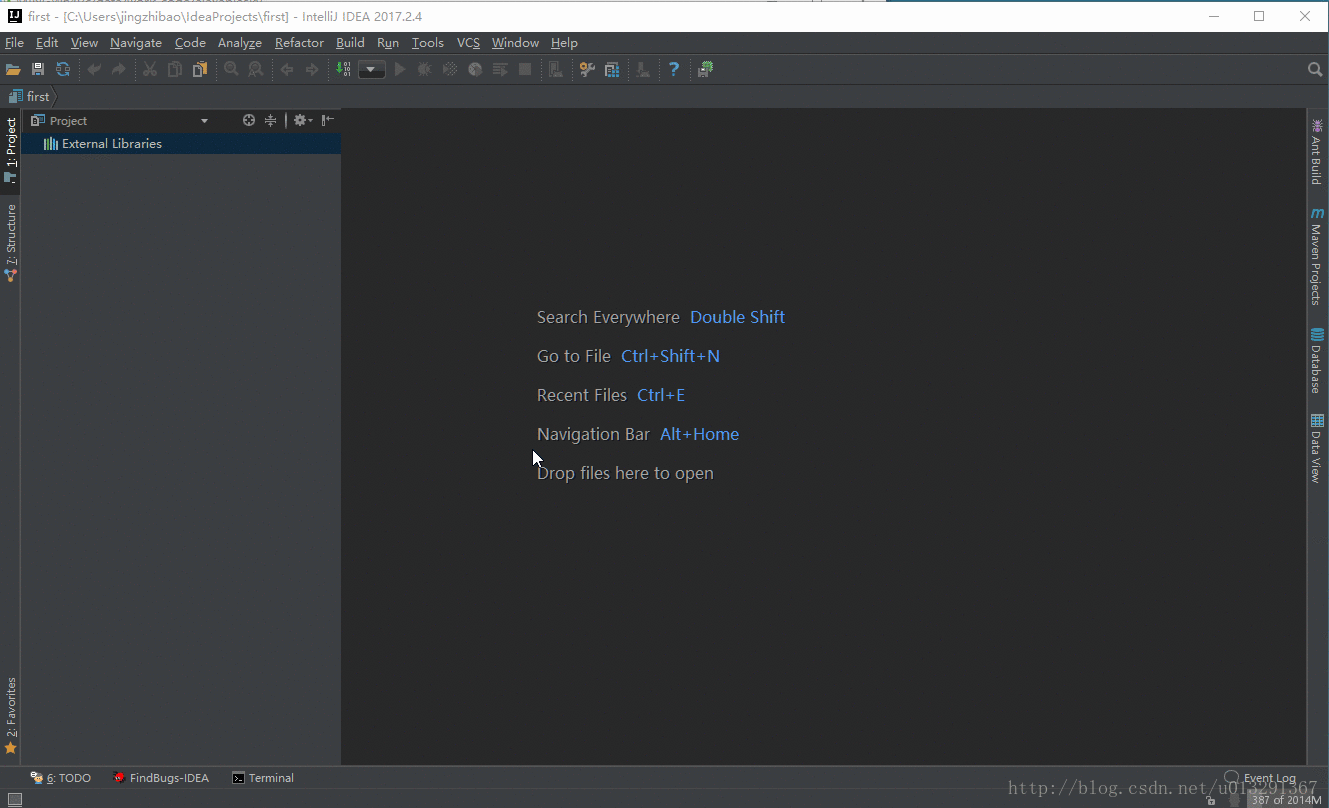 first - [C:\Users\jingzhibao\IdeaProjects\first] - IntelliJ IDEA 2017.2.4
File Edit View Navigate Code Analyze Refactor Build Run Tools VCS Window Help
first
Project
External Libraries
1: Project
7: Structure
2: Favorites
Search Everywhere Double Shift
Go to File Ctrl+Shift+N
Recent Files Ctrl+E
Navigation Bar Alt+Home
Drop files here to open
Ant Build
Maven Projects
Database
Data View
6: TODO FindBugs-IDEA Terminal
Event Log
http://blog.csdn.net/u013291367
387 of 2014M